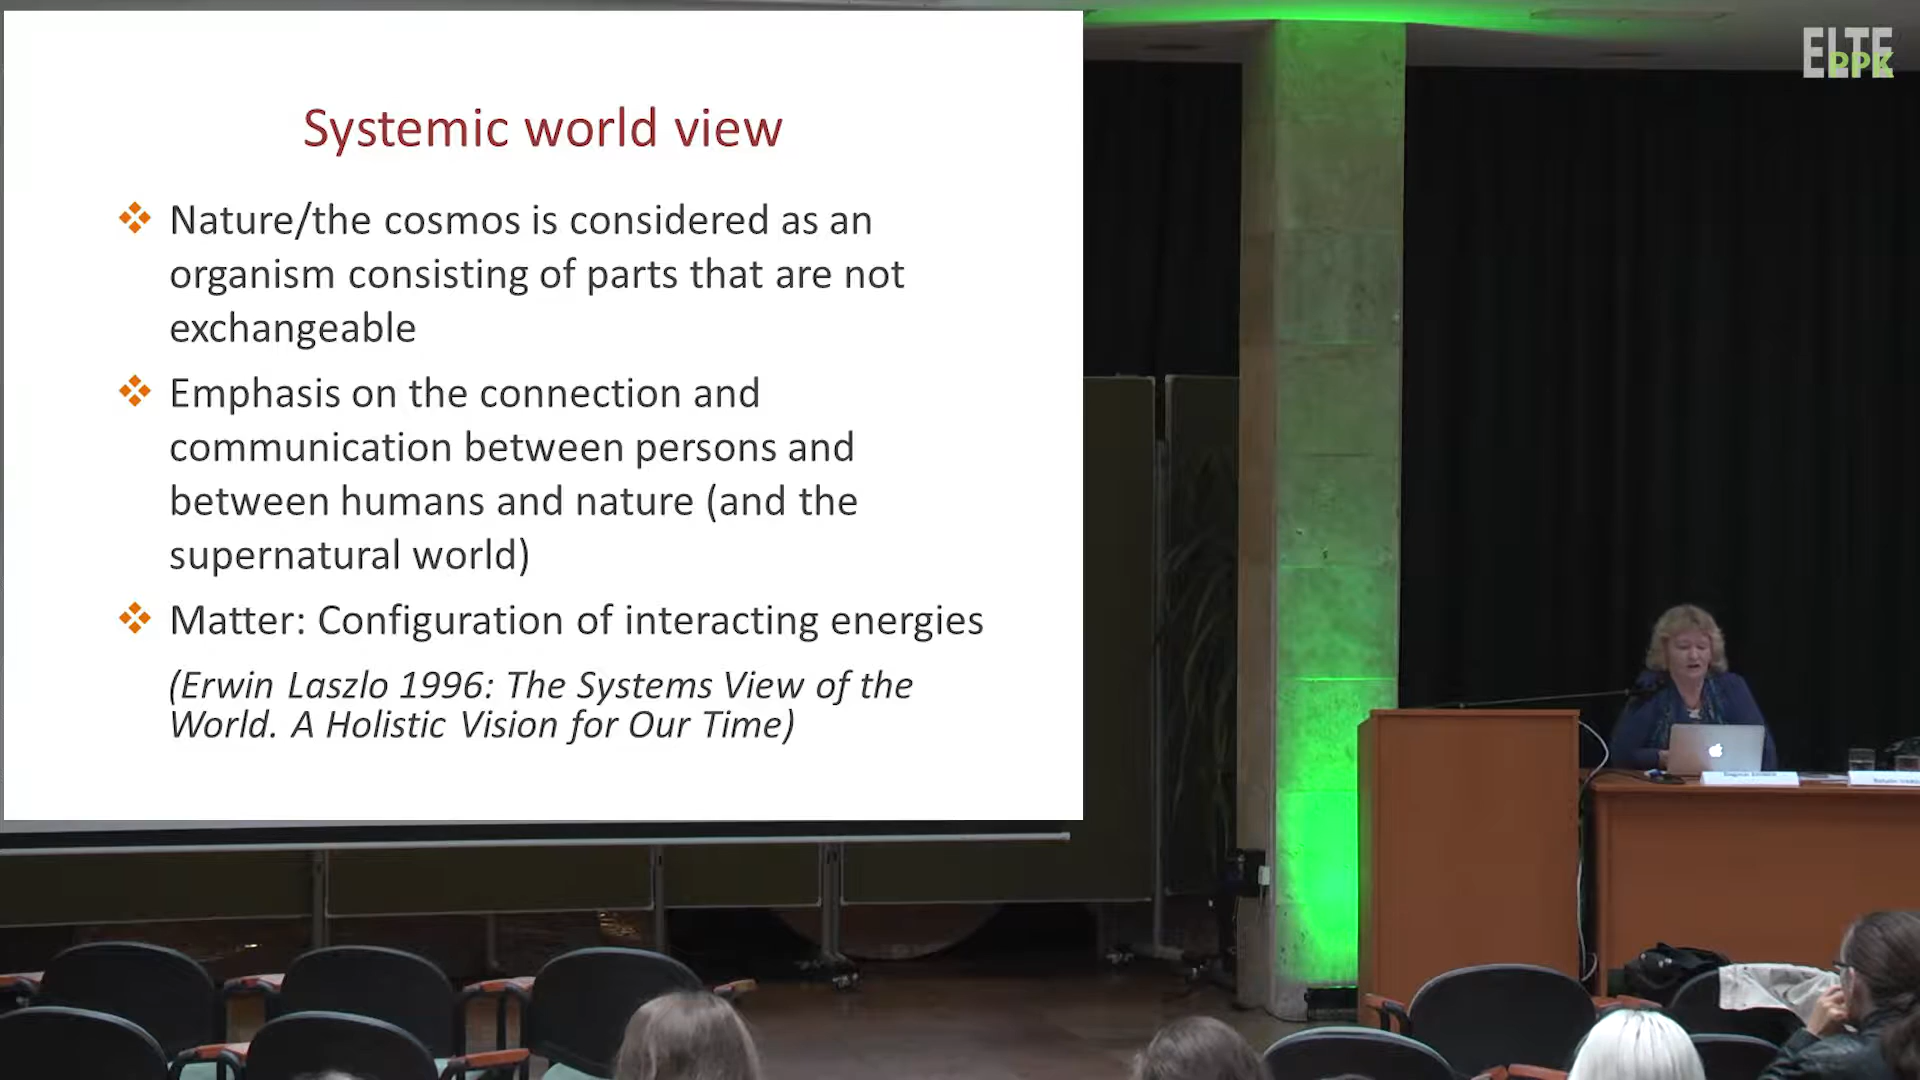 Systemic world view
❖ Nature/the cosmos is considered as an
organism consisting of parts that are not
exchangeable
❖ Emphasis on the connection and
communication between persons and
between humans and nature (and the
supernatural world)
❖ Matter: Configuration of interacting energies
(Erwin Laszlo 1996: The Systems View of the
World. A Holistic Vision for Our Time)
ELTE
PPK